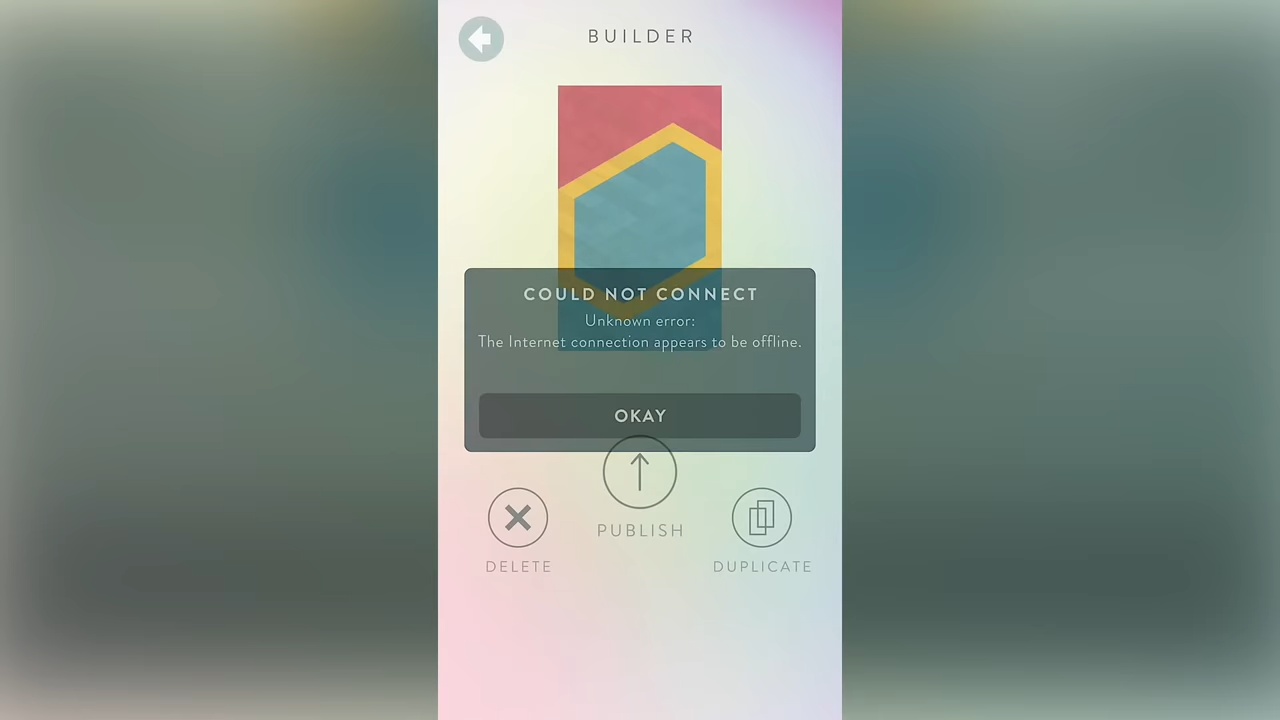 BUILDER
COULD NOT CONNECT
Unknown error:
The Internet connection appears to be offline.
OKAY
PUBLISH
DELETE
DUPLICATE